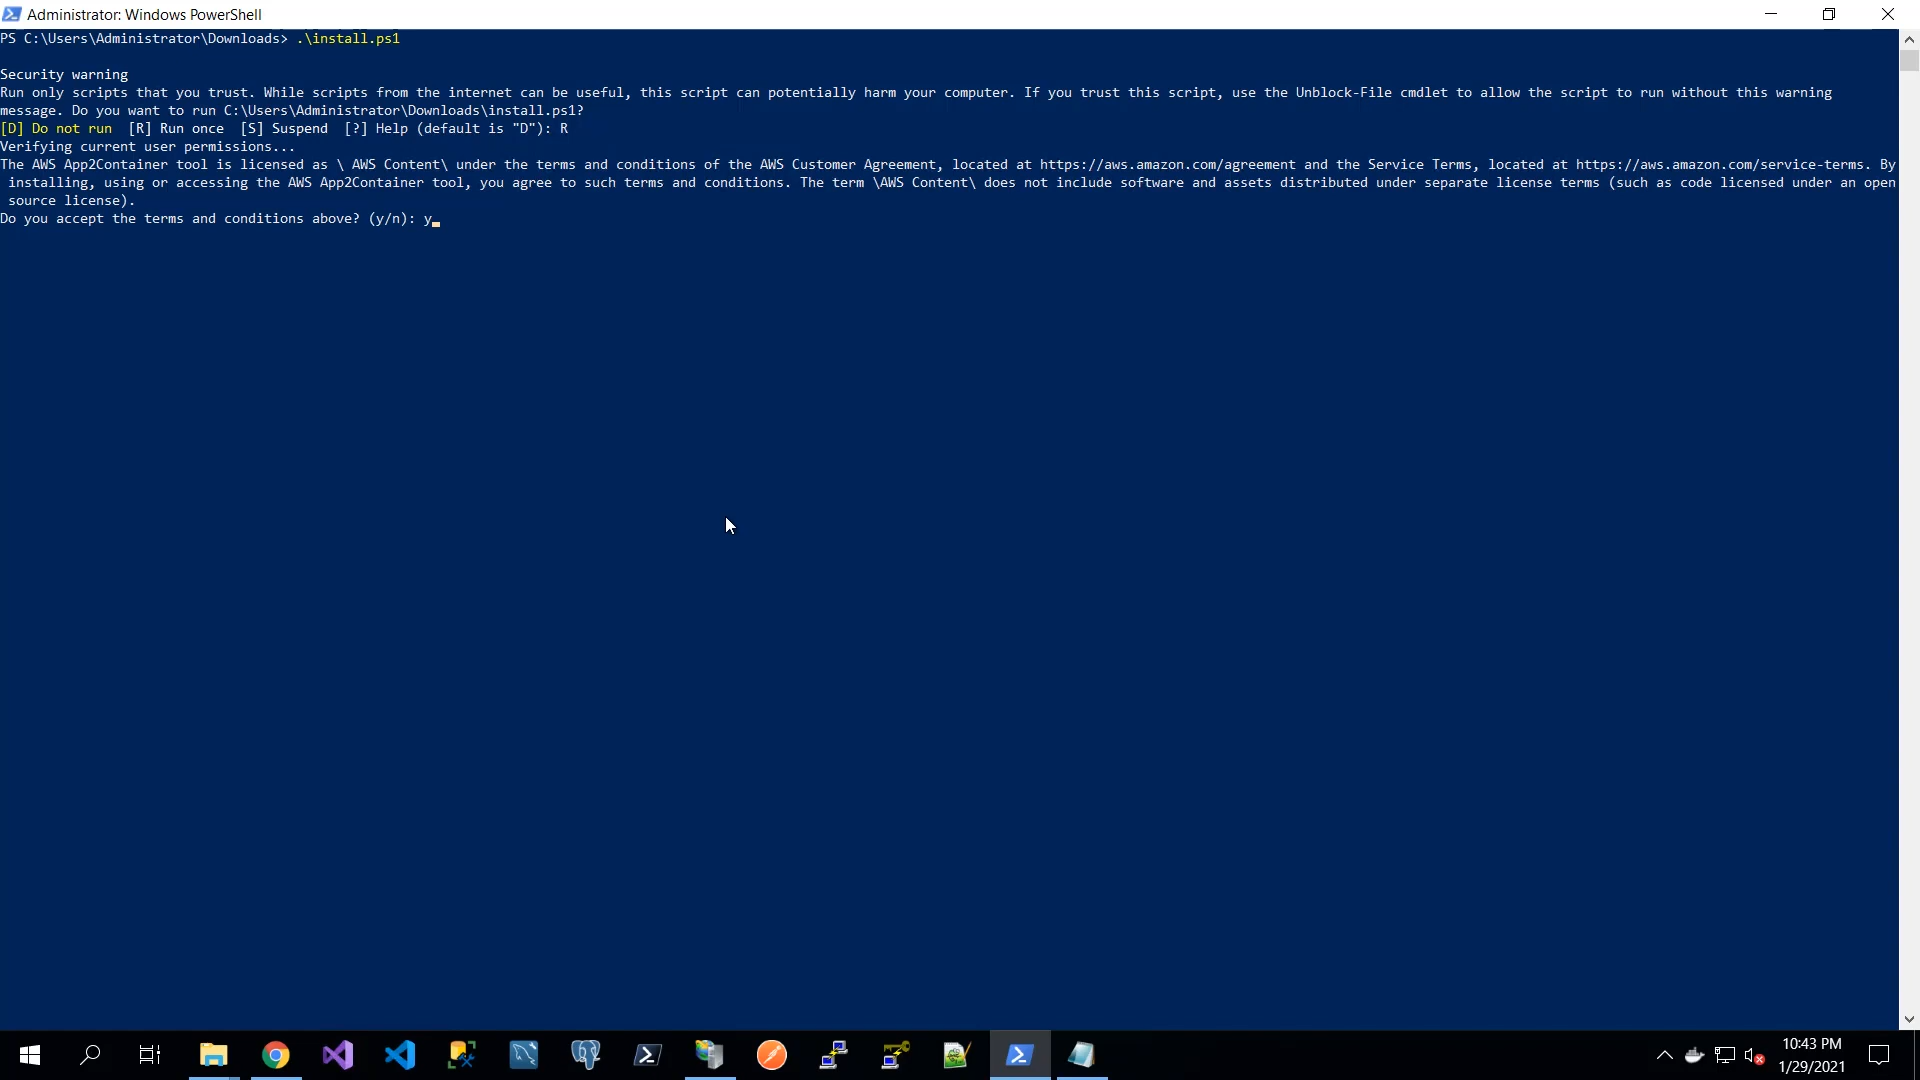 Administrator: Windows PowerShell
PS C:\Users\Administrator\Downloads> .\install.ps1
Security warning
Run only scripts that you trust. While scripts from the internet can be useful, this script can potentially harm your computer. If you trust this script, use the Unblock-File cmdlet to allow the script to run without this warning
message. Do you want to run C:\Users\Administrator\Downloads\install.ps1?
[D] Do not run  [R] Run once  [S] Suspend  [?] Help (default is "D"): R
Verifying current user permissions...
The AWS App2Container tool is licensed as \ AWS Content\ under the terms and conditions of the AWS Customer Agreement, located at https://aws.amazon.com/agreement and the Service Terms, located at https://aws.amazon.com/service-terms. By
installing, using or accessing the AWS App2Container tool, you agree to such terms and conditions. The term \AWS Content\ does not include software and assets distributed under separate license terms (such as code licensed under an open
source license).
Do you accept the terms and conditions above? (y/n): y
10:43 PM
1/29/2021